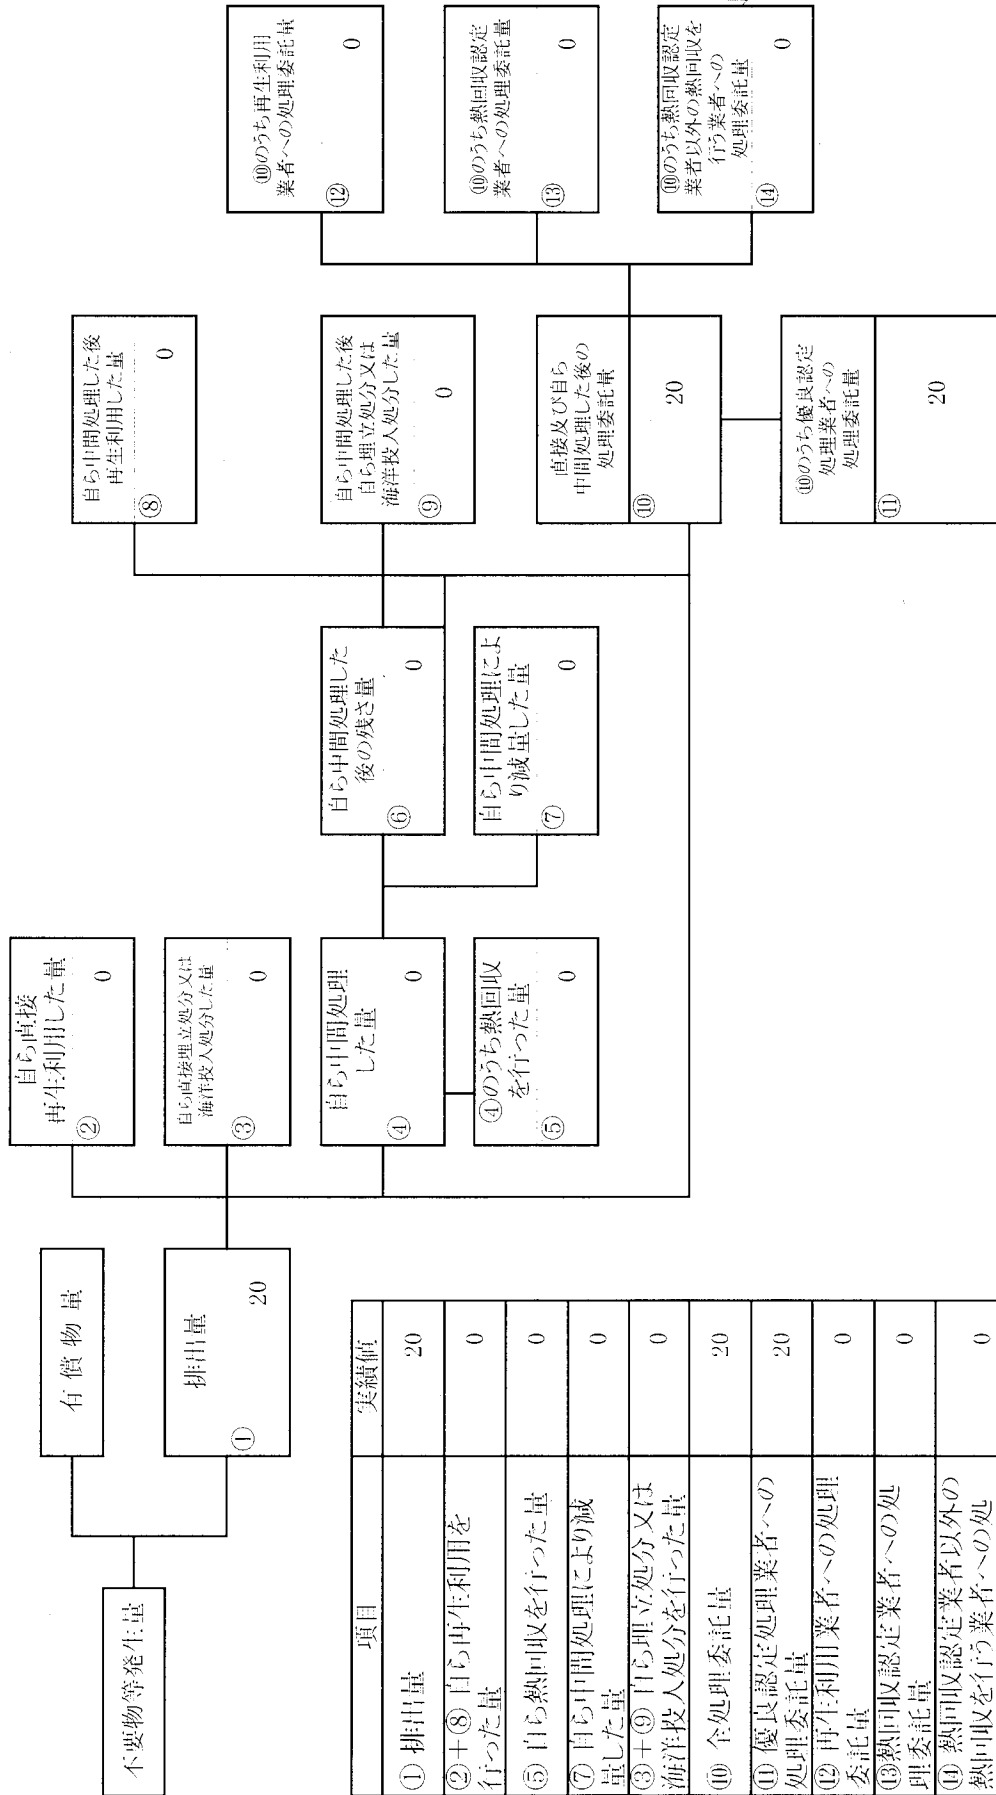 不要物等発生量
有償物量
排出量
① 20
自ら直接
再生利用した量
② 0
自ら直接埋立処分又は
海洋投入処分した量
③ 0
自ら中間処理
した量
④ 0
④のうち熱回収
を行った量
⑤ 0
自ら中間処理した
後の残さ量
⑥ 0
自ら中間処理によ
り減量した量
⑦ 0
自ら中間処理した後
再生利用した量
⑧ 0
自ら中間処理した後
自ら埋立処分又は
海洋投入処分した量
⑨ 0
直接及び自ら
中間処理した後の
処理委託量
⑩ 20
⑩のうち優良認定
処理業者への
処理委託量
⑪ 20
⑩のうち再生利用
業者への処理委託量
⑫ 0
⑩のうち熱回収認定
業者への処理委託量
⑬ 0
⑩のうち熱回収認定
業者以外の熱回収を
行う業者への
処理委託量
⑭ 0
項目 実績値
① 排出量 20
②＋⑧ 自ら再生利用を
行った量 0
⑤ 自ら熱回収を行った量 0
⑦ 自ら中間処理により減
量した量 0
③＋⑨ 自ら埋立処分又は
海洋投入処分を行った量 0
⑩ 全処理委託量 20
⑪ 優良認定処理業者への
処理委託量 20
⑫ 再生利用業者への処理
委託量 0
⑬熱回収認定業者への処
理委託量 0
⑭ 熱回収認定業者以外の
熱回収を行う業者への処 0